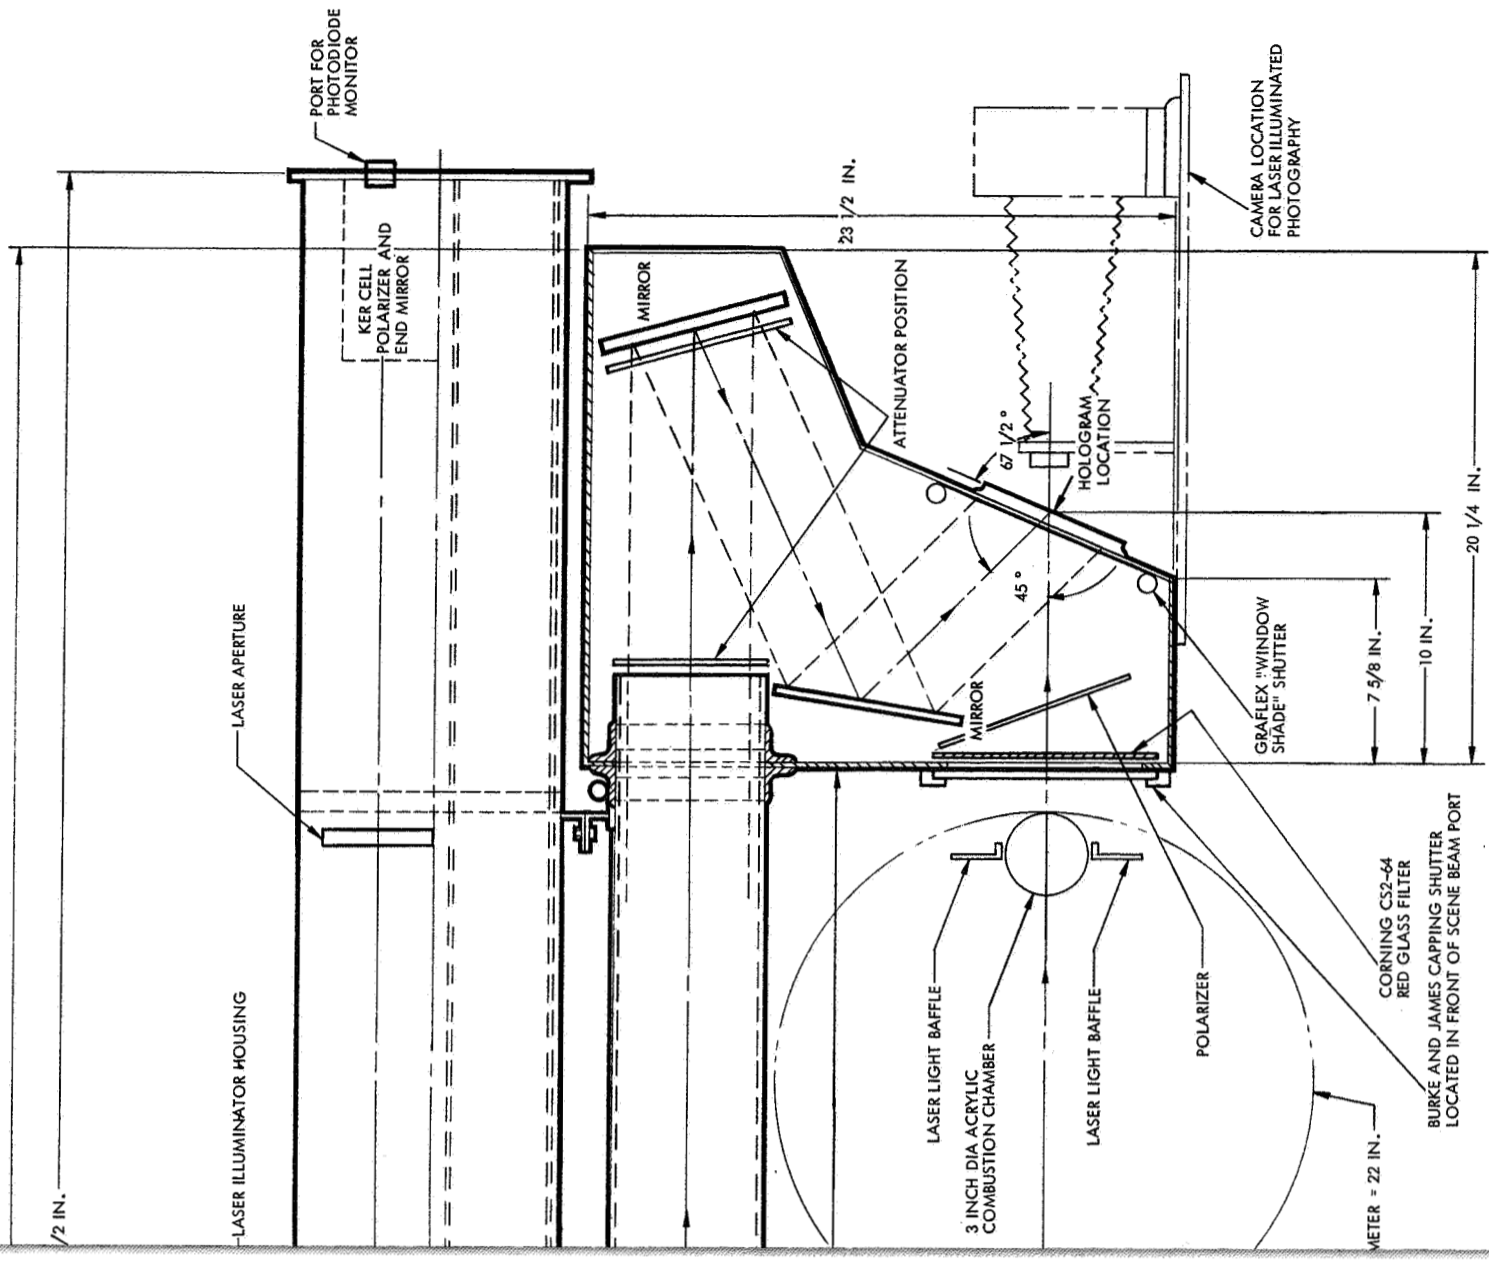 PORT FOR
PHOTODIODE
MONITOR
KER CELL
POLARIZER AND
END MIRROR
MIRROR
23 1/2 IN.
CAMERA LOCATION
FOR LASER ILLUMINATED
PHOTOGRAPHY
ATTENUATOR POSITION
67 1/2°
HOLOGRAM
LOCATION
45°
20 1/4 IN.
LASER APERTURE
MIRROR
GRAFLEX "WINDOW
SHADE" SHUTTER
7 5/8 IN.
10 IN.
LASER ILLUMINATOR HOUSING
LASER LIGHT BAFFLE
3 INCH DIA ACRYLIC
COMBUSTION CHAMBER
LASER LIGHT BAFFLE
POLARIZER
CORNING CS2-64
RED GLASS FILTER
BURKE AND JAMES CAPPING SHUTTER
LOCATED IN FRONT OF SCENE BEAM PORT
/2 IN.
METER = 22 IN.